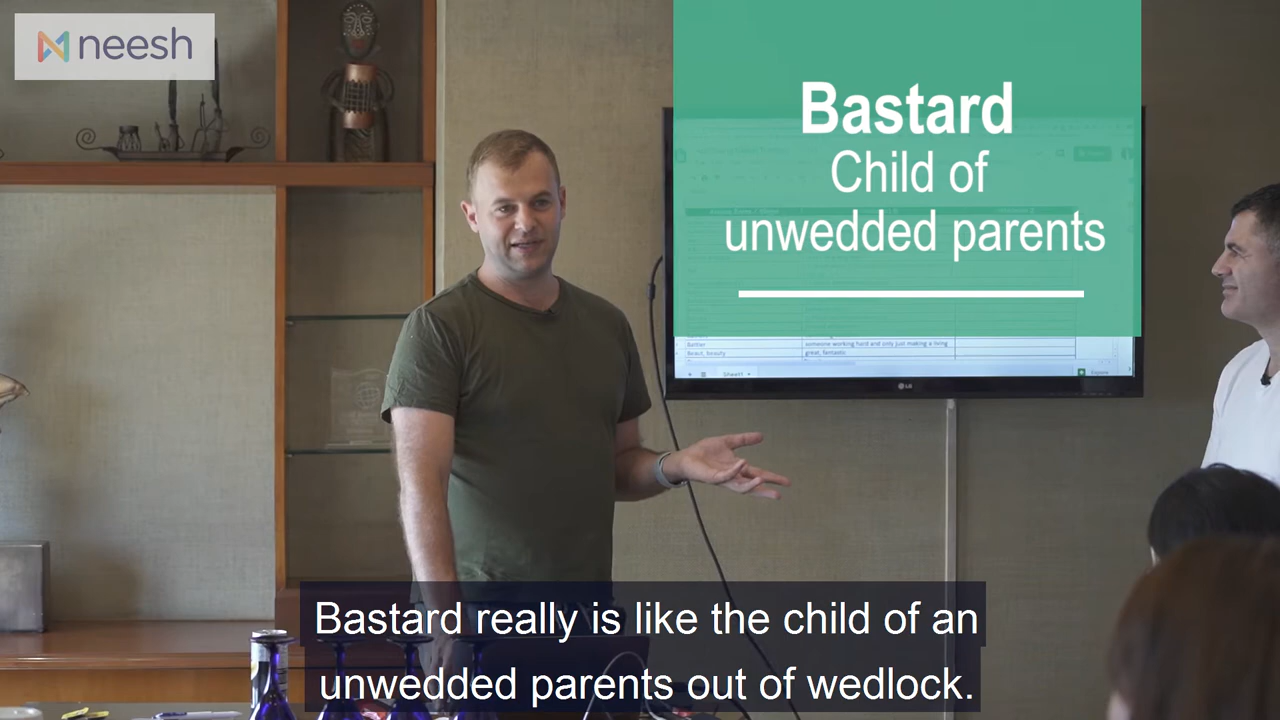 neesh
Bastard
Child of
unwedded parents
Battler someone working hard and only just making a living
Beaut, beauty great, fantastic
Sheet1
Explore
LG
Bastard really is like the child of an
unwedded parents out of wedlock.